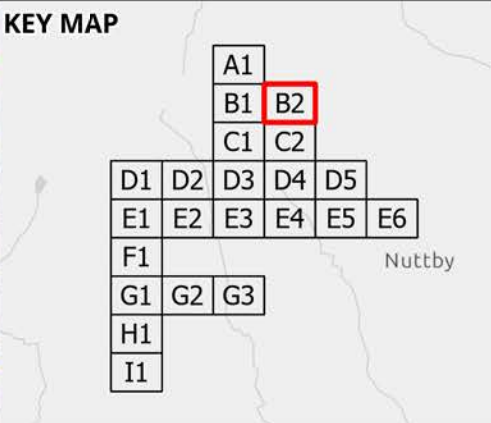 KEY MAP
A1
B1 B2
C1 C2
D1 D2 D3 D4 D5
E1 E2 E3 E4 E5 E6
F1
Nuttby
G1 G2 G3
H1
I1